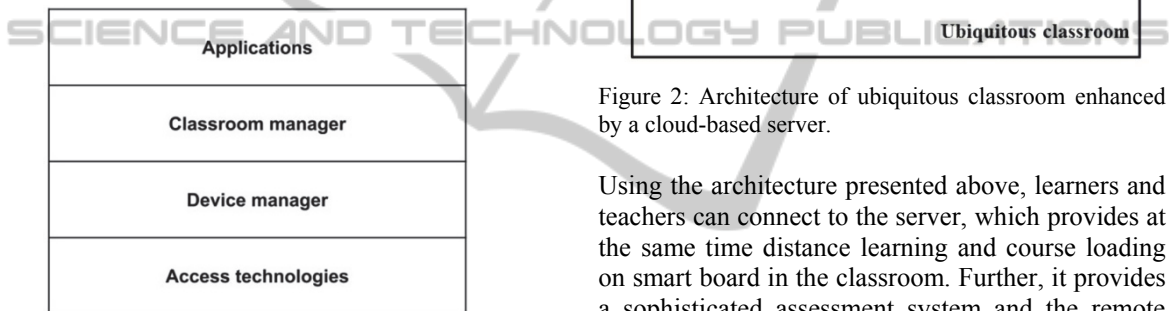 SCIENCE AND TECHNOLOGY PUBLICATIONS
Applications
Classroom manager
Device manager
Access technologies
Ubiquitous classroom
Figure 2: Architecture of ubiquitous classroom enhanced
by a cloud-based server.
Using the architecture presented above, learners and
teachers can connect to the server, which provides at
the same time distance learning and course loading
on smart board in the classroom. Further, it provides
a sophisticated assessment system and the remote